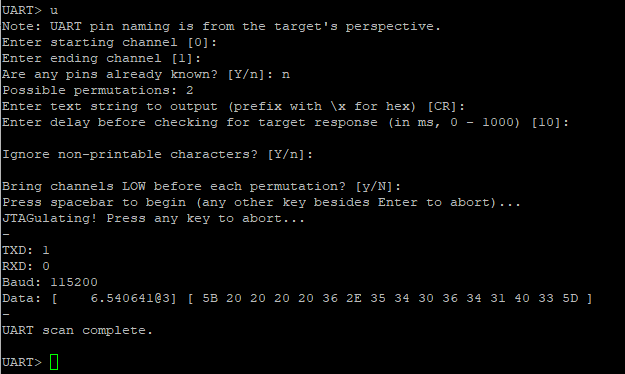 UART> u
Note: UART pin naming is from the target's perspective.
Enter starting channel [0]:
Enter ending channel [1]:
Are any pins already known? [Y/n]: n
Possible permutations: 2
Enter text string to output (prefix with \x for hex) [CR]:
Enter delay before checking for target response (in ms, 0 - 1000) [10]:
Ignore non-printable characters? [Y/n]:
Bring channels LOW before each permutation? [y/N]:
Press spacebar to begin (any other key besides Enter to abort)...
JTAGulating! Press any key to abort...
-
TXD: 1
RXD: 0
Baud: 115200
Data: [    6.540641@3] [ 5B 20 20 20 20 36 2E 35 34 30 36 34 31 40 33 5D ]
-
UART scan complete.
UART>